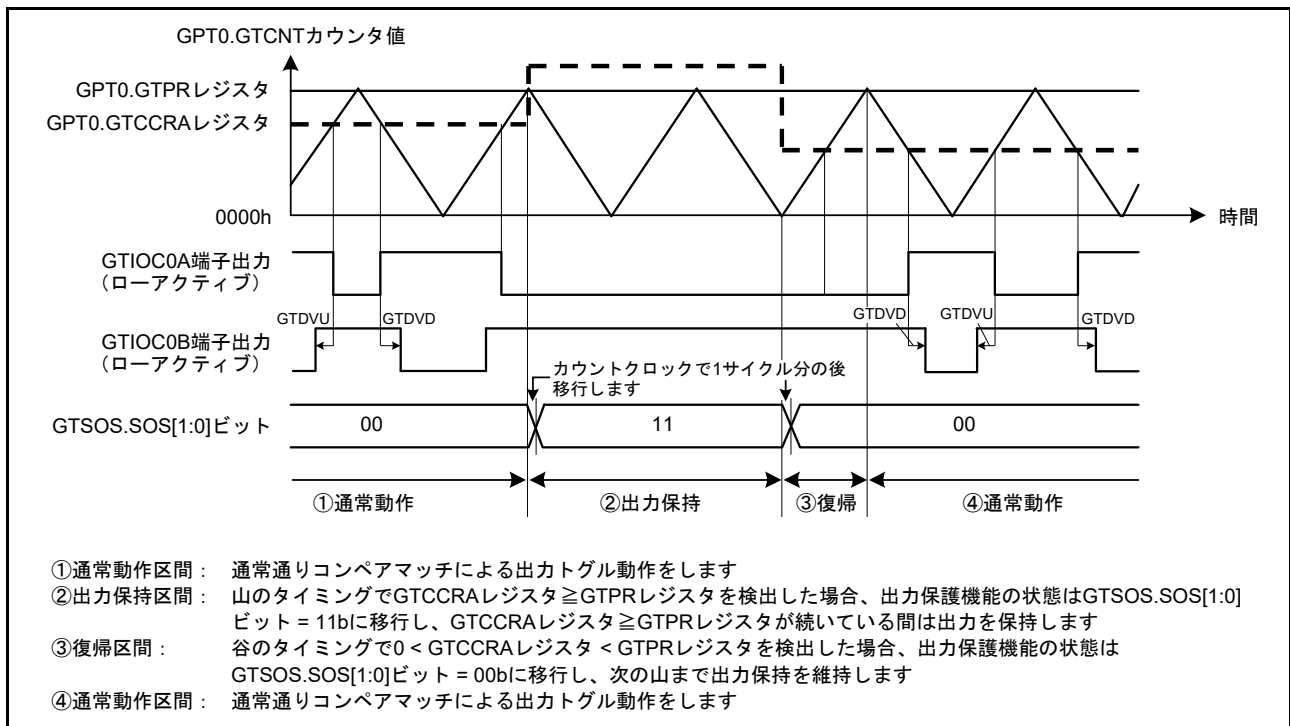 GPT0.GTCNTカウンタ値
GPT0.GTPRレジスタ
GPT0.GTCCRAレジスタ
0000h
時間
GTIOC0A端子出力
（ローアクティブ）
GTDVU
GTDVD
GTDVD
GTDVU
GTDVD
GTIOC0B端子出力
（ローアクティブ）
カウントクロックで1サイクル分の後
移行します
GTSOS.SOS[1:0]ビット
00
11
00
①通常動作
②出力保持
③復帰
④通常動作
①通常動作区間： 通常通りコンペアマッチによる出力トグル動作をします
②出力保持区間： 山のタイミングでGTCCRAレジスタ≧GTPRレジスタを検出した場合、出力保護機能の状態はGTSOS.SOS[1:0]
ビット = 11bに移行し、GTCCRAレジスタ≧GTPRレジスタが続いている間は出力を保持します
③復帰区間： 谷のタイミングで0 < GTCCRAレジスタ < GTPRレジスタを検出した場合、出力保護機能の状態は
GTSOS.SOS[1:0]ビット = 00bに移行し、次の山まで出力保持を維持します
④通常動作区間： 通常通りコンペアマッチによる出力トグル動作をします